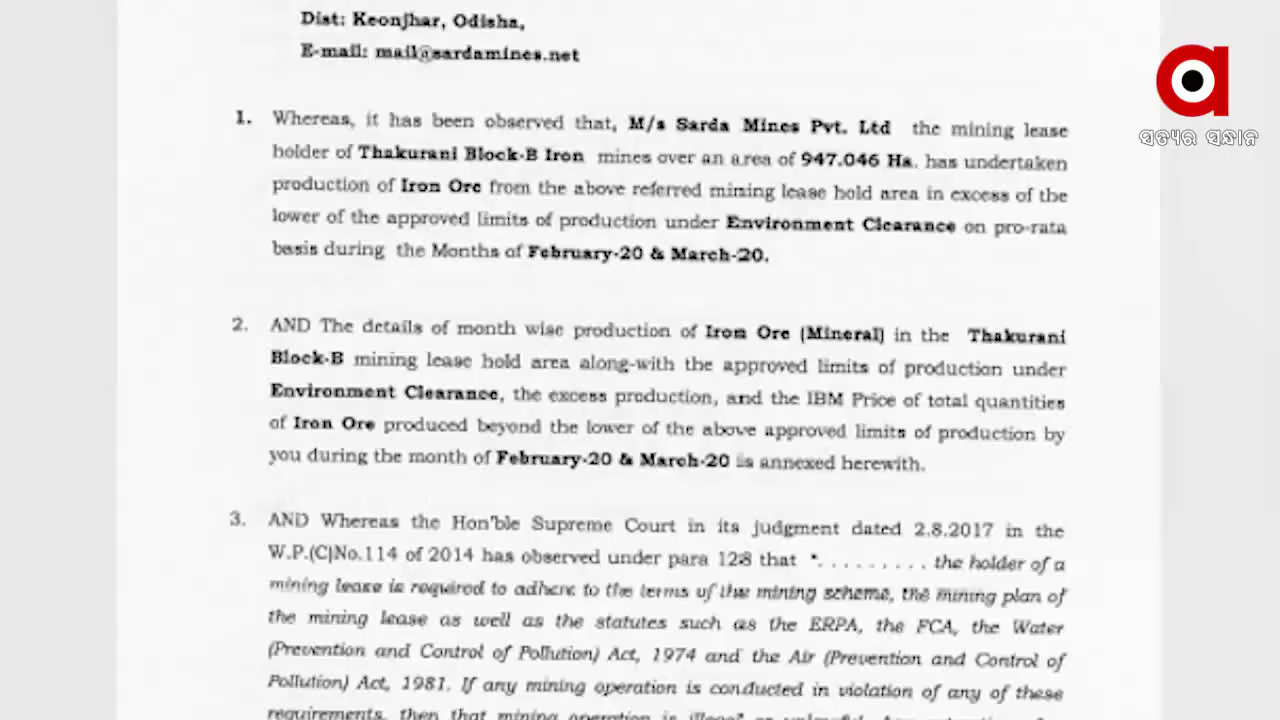 Dist: Keonjhar, Odisha,
E-mail: mail@sardamines.net
ସତ୍ୟର ସନ୍ଧାନ
1. Whereas, it has been observed that, M/s Sarda Mines Pvt. Ltd the mining lease
holder of Thakurani Block-B Iron mines over an area of 947.046 Ha. has undertaken
production of Iron Ore from the above referred mining lease hold area in excess of the
lower of the approved limits of production under Environment Clearance on pro-rata
basis during the Months of February-20 & March-20.
2. AND The details of month wise production of Iron Ore (Mineral) in the Thakurani
Block-B mining lease hold area along-with the approved limits of production under
Environment Clearance, the excess production, and the IBM Price of total quantities
of Iron Ore produced beyond the lower of the above approved limits of production by
you during the month of February-20 & March-20 is annexed herewith.
3. AND Whereas the Hon'ble Supreme Court in its judgment dated 2.8.2017 in the
W.P.(C)No.114 of 2014 has observed under para 128 that "......... the holder of a
mining lease is required to adhere to the terms of the mining scheme, the mining plan of
the mining lease as well as the statutes such as the ERPA, the FCA, the Water
(Prevention and Control of Pollution) Act, 1974 and the Air (Prevention and Control of
Pollution) Act, 1981. If any mining operation is conducted in violation of any of these
requirements, then that mining operation is